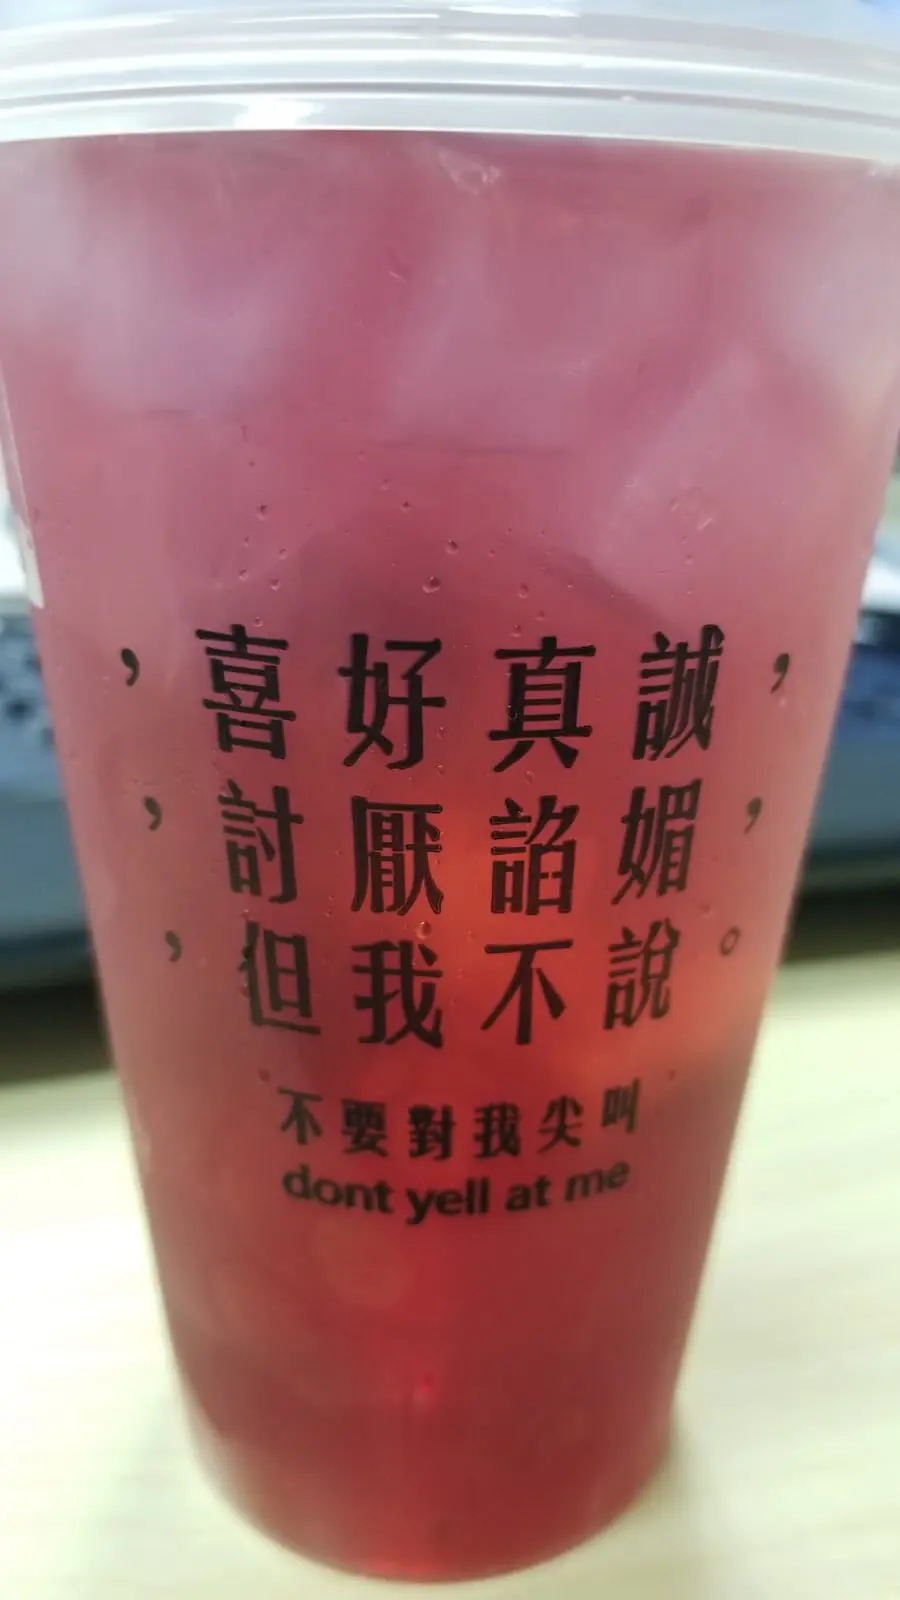 ，喜好真誠，
，討厭諂媚，
，但我不說。
不要對我尖叫
dont yell at me